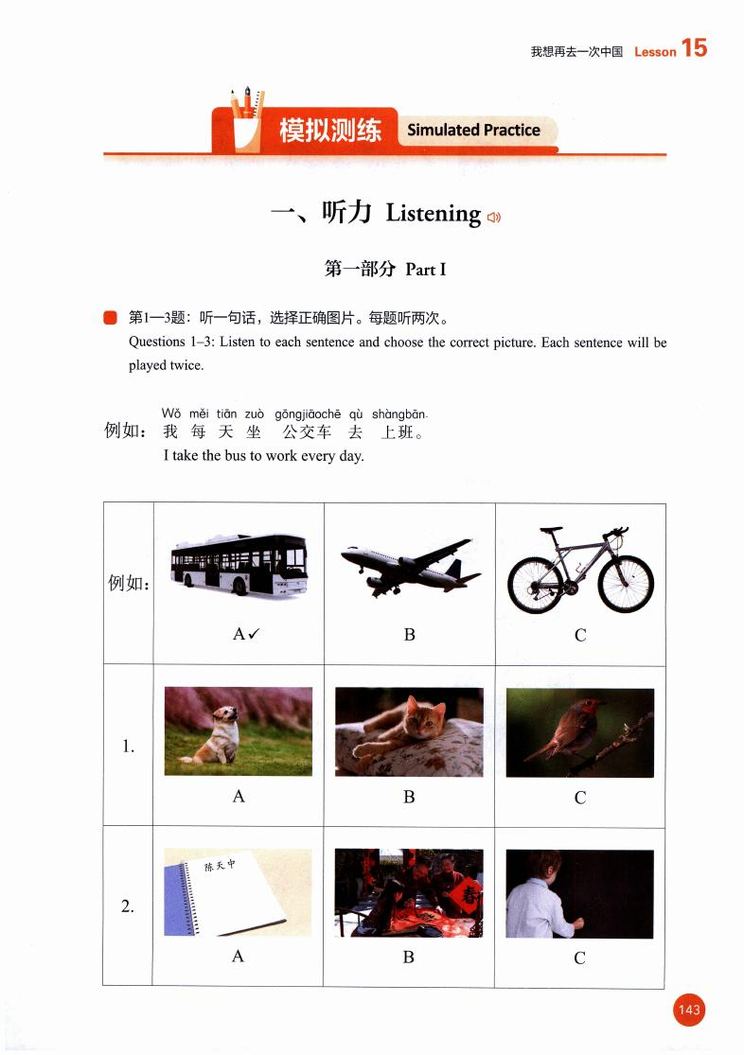 我想再去一次中国 Lesson 15
模拟测练 Simulated Practice
一、听力 Listening
第一部分 Part I
第1—3题：听一句话，选择正确图片。每题听两次。
Questions 1–3: Listen to each sentence and choose the correct picture. Each sentence will be
played twice.
Wǒ měi tiān zuò gōngjiāochē qù shàngbān.
例如： 我 每 天 坐 公交车 去 上班。
I take the bus to work every day.
例如：
A✓ B C
1.
A B C
陈天中
春
2.
A B C
143